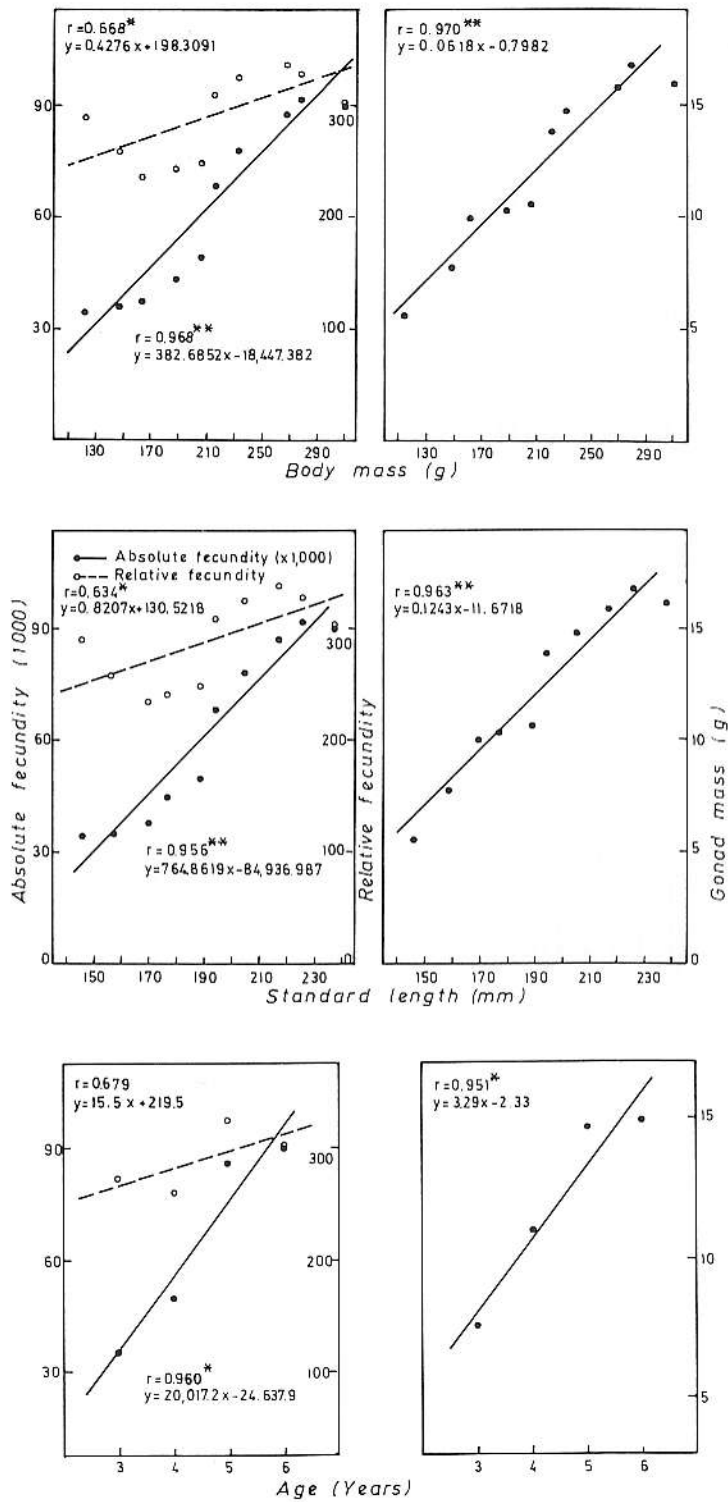 r=0.668*
y=0.4276x+198.3091
90
60
30
300
200
100
r=0.968**
y=382.6852x-18,447.382
130 170 210 250 290
r= 0.970**
y=0.0618x-0.7982
15
10
5
130 170 210 250 290
Body mass (g)
Absolute fecundity (x1,000)
Relative fecundity
r=0.634*
y=0.8207x+130.5218
90
60
30
0
300
200
100
0
r=0.956**
y=764.8619x-84,936.987
150 170 190 210 230
Absolute fecundity (1000)
Relative fecundity
r=0.963**
y=0.1243x-11.6718
15
10
5
0
150 170 190 210 230
Gonad mass (g)
Standard length (mm)
r=0.679
y=15.5x+219.5
90
60
30
300
200
100
r=0.960*
y=20,017.2x-24.637.9
3 4 5 6
r=0.951*
y=3.29x-2.33
15
10
5
3 4 5 6
Age (Years)